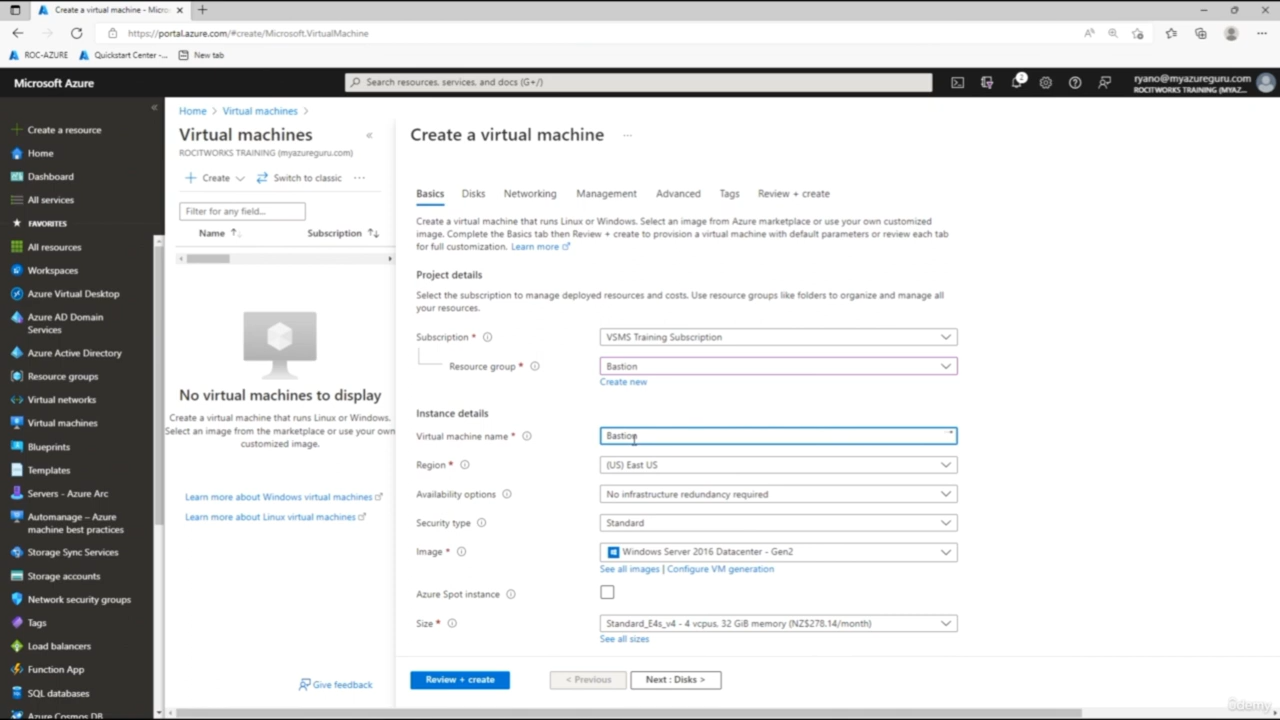 Create a virtual machine - Micro
https://portal.azure.com/#create/Microsoft.VirtualMachine
ROC-AZURE
Quickstart Center -...
New tab
Microsoft Azure
Search resources, services, and docs (G+/)
2
ryano@myazureguru.com
ROCITWORKS TRAINING (MYAZ...
Create a resource
Home
Dashboard
All services
FAVORITES
All resources
Workspaces
Azure Virtual Desktop
Azure AD Domain
Services
Azure Active Directory
Resource groups
Virtual networks
Virtual machines
Blueprints
Templates
Servers - Azure Arc
Automanage – Azure
machine best practices
Storage Sync Services
Storage accounts
Network security groups
Tags
Load balancers
Function App
SQL databases
Azure Cosmos DB
Home > Virtual machines >
Virtual machines
ROCITWORKS TRAINING (myazureguru.com)
+ Create
Switch to classic
...
Filter for any field...
Name
Subscription
No virtual machines to display
Create a virtual machine that runs Linux or Windows.
Select an image from the marketplace or use your own
customized image.
Learn more about Windows virtual machines
Learn more about Linux virtual machines
Give feedback
Create a virtual machine
...
Basics
Disks
Networking
Management
Advanced
Tags
Review + create
Create a virtual machine that runs Linux or Windows. Select an image from Azure marketplace or use your own customized
image. Complete the Basics tab then Review + create to provision a virtual machine with default parameters or review each tab
for full customization. Learn more
Project details
Select the subscription to manage deployed resources and costs. Use resource groups like folders to organize and manage all
your resources.
Subscription *
VSMS Training Subscription
Resource group *
Bastion
Create new
Instance details
Virtual machine name *
Bastion
Region *
(US) East US
Availability options
No infrastructure redundancy required
Security type
Standard
Image *
Windows Server 2016 Datacenter - Gen2
See all images | Configure VM generation
Azure Spot instance
Size *
Standard_E4s_v4 - 4 vcpus, 32 GiB memory (NZ$278.14/month)
See all sizes
Review + create
< Previous
Next : Disks >
ûdemy